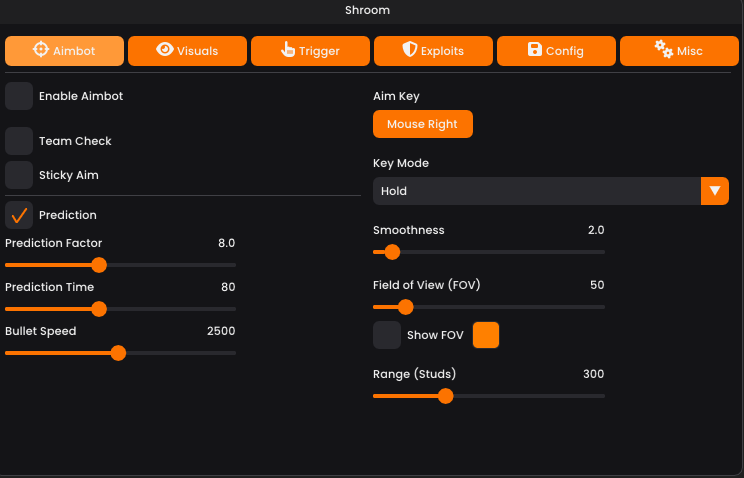 Shroom
Aimbot
Visuals
Trigger
Exploits
Config
Misc
Enable Aimbot
Team Check
Sticky Aim
Prediction
Prediction Factor 8.0
Prediction Time 80
Bullet Speed 2500
Aim Key
Mouse Right
Key Mode
Hold
Smoothness 2.0
Field of View (FOV) 50
Show FOV
Range (Studs) 300